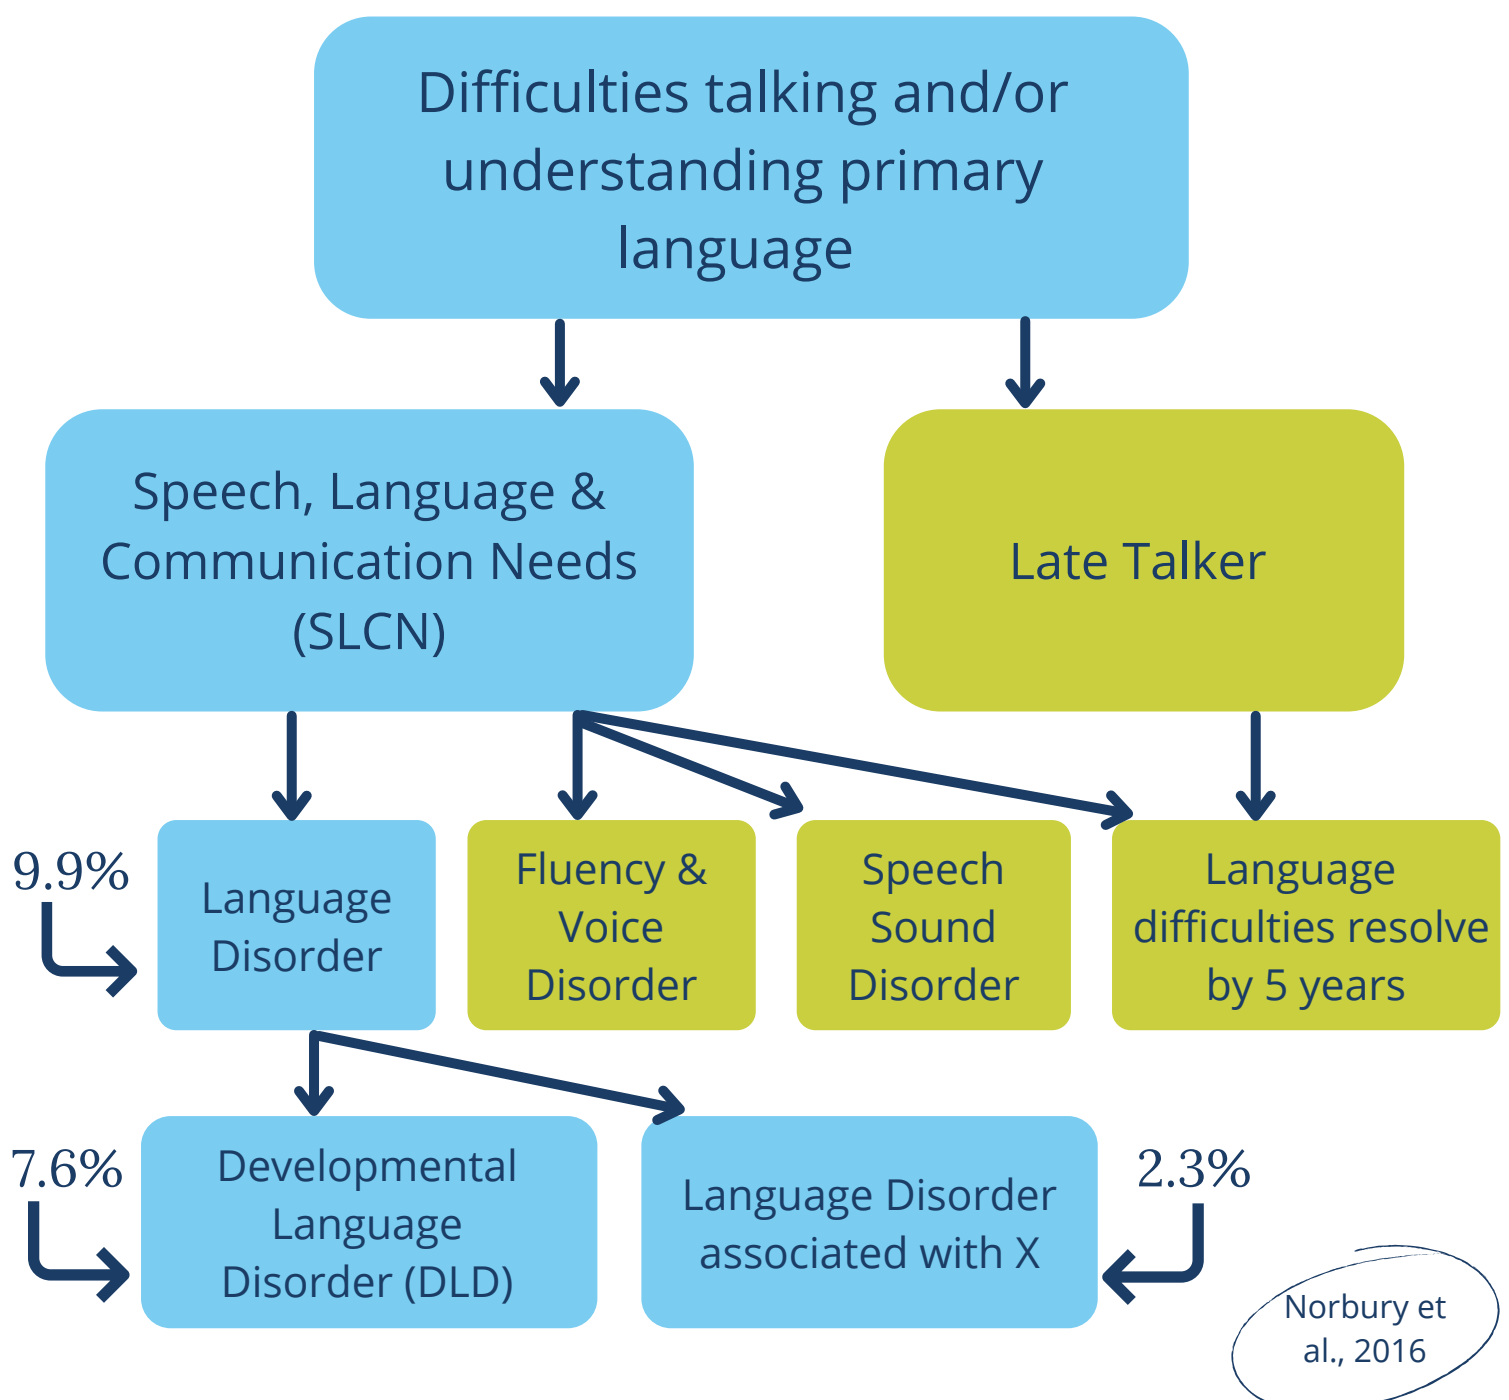 Difficulties talking and/or
understanding primary
language
Speech, Language &
Communication Needs
(SLCN)
Late Talker
9.9%
Language
Disorder
Fluency &
Voice
Disorder
Speech
Sound
Disorder
Language
difficulties resolve
by 5 years
7.6%
Developmental
Language
Disorder (DLD)
Language Disorder
associated with X
2.3%
Norbury et
al., 2016